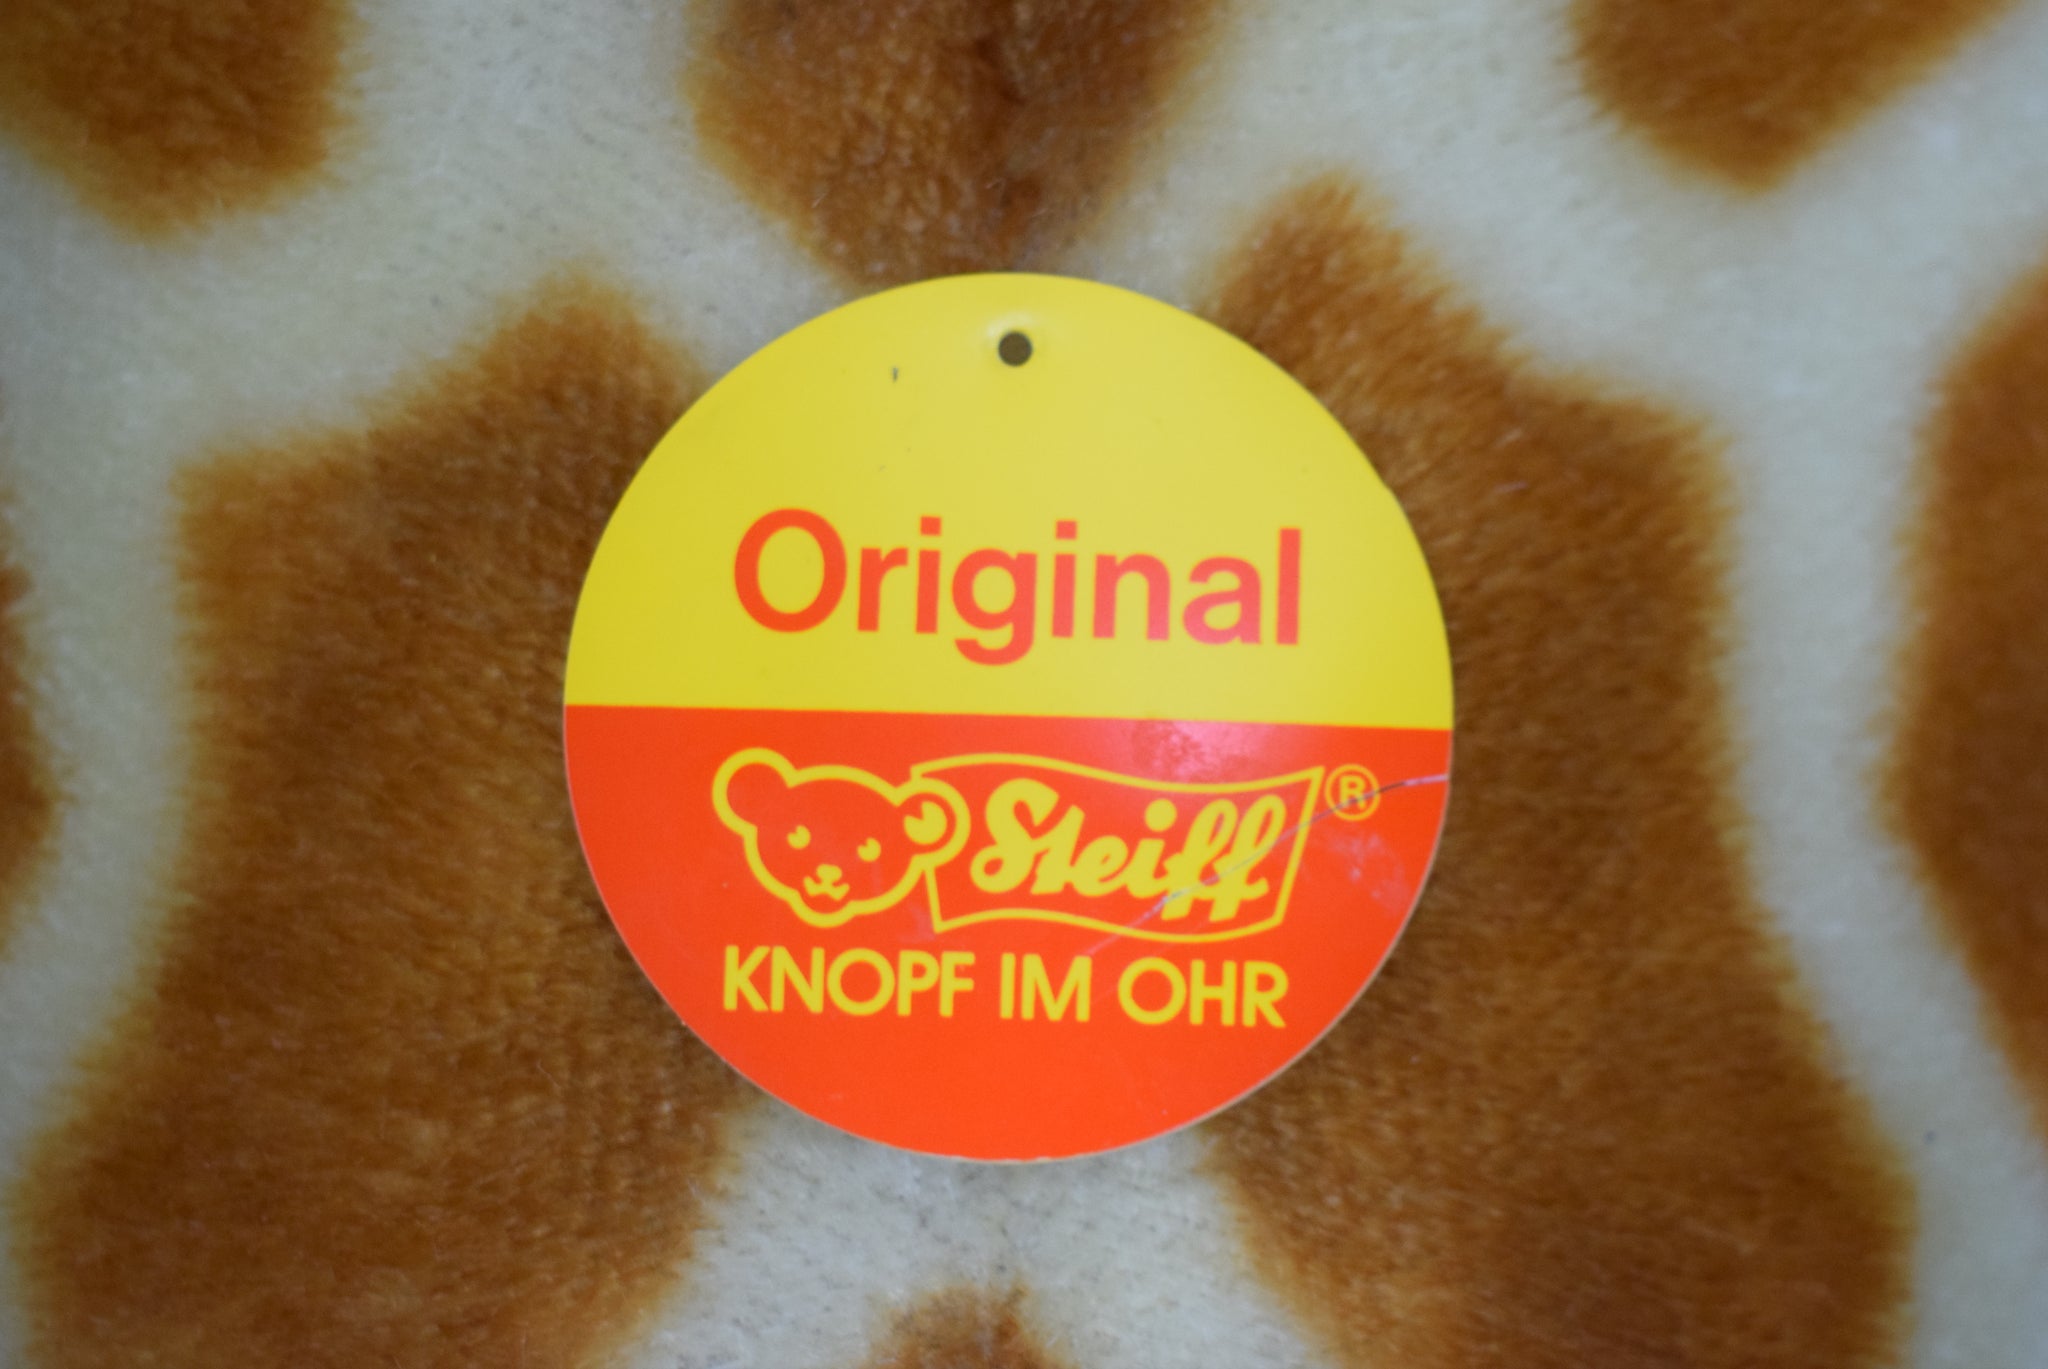 Original
Steiff®
KNOPF IM OHR